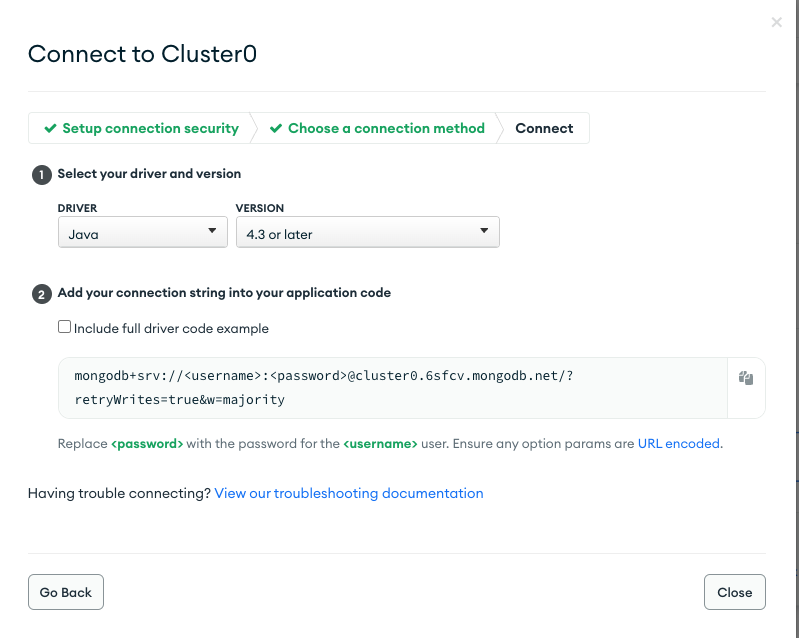 Connect to Cluster0
Setup connection security
Choose a connection method
Connect
1 Select your driver and version
DRIVER
VERSION
Java
4.3 or later
2 Add your connection string into your application code
Include full driver code example
mongodb+srv://<username>:<password>@cluster0.6sfcv.mongodb.net/?
retryWrites=true&w=majority
Replace <password> with the password for the <username> user. Ensure any option params are URL encoded.
Having trouble connecting? View our troubleshooting documentation
Go Back
Close